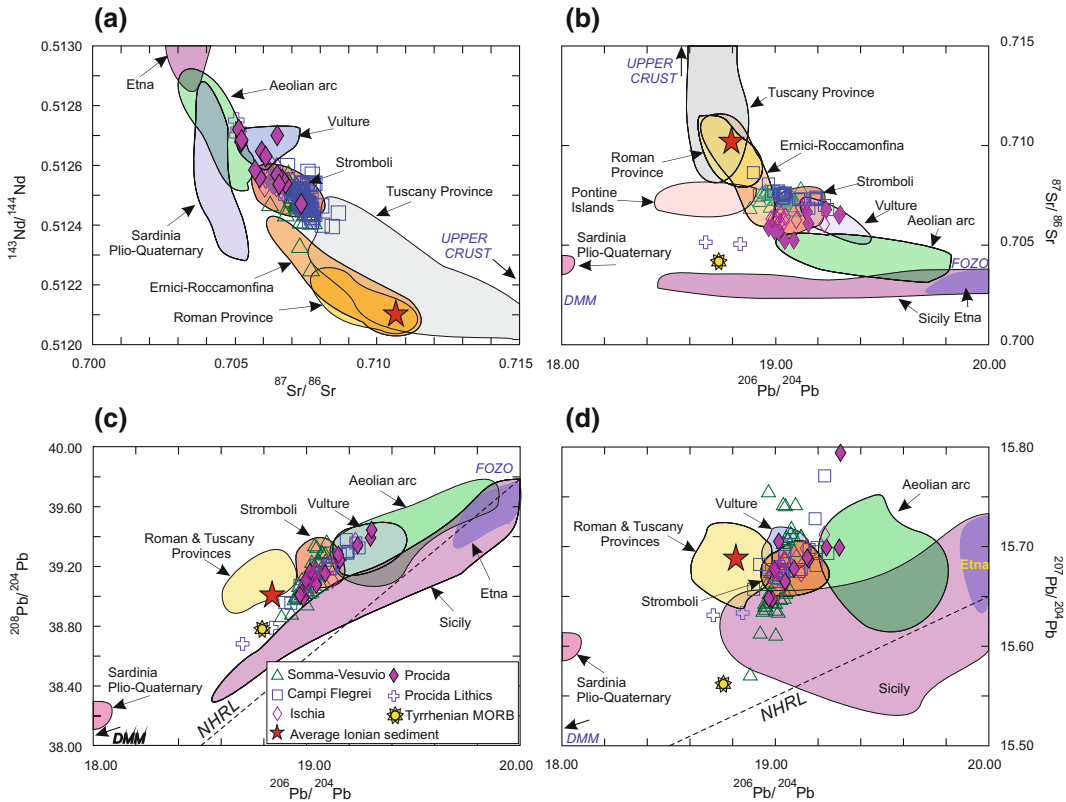 (a)
0.5130
0.5128
0.5126
0.5124
0.5122
0.5120
143Nd/144Nd
0.700
0.705
0.710
0.715
87Sr/86Sr
Etna
Aeolian arc
Vulture
Stromboli
Tuscany Province
Sardinia
Plio-Quaternary
UPPER
CRUST
Ernici-Roccamonfina
Roman Province
(b)
0.715
0.710
0.705
0.700
87Sr/86Sr
18.00
19.00
20.00
206Pb/204Pb
UPPER
CRUST
Tuscany Province
Roman
Province
Ernici-Roccamonfina
Pontine
Islands
Stromboli
Vulture
Aeolian arc
Sardinia
Plio-Quaternary
FOZO
DMM
Sicily
Etna
(c)
40.00
39.60
39.20
38.80
38.40
38.00
208Pb/204Pb
18.00
19.00
20.00
206Pb/204Pb
FOZO
Aeolian arc
Vulture
Stromboli
Roman & Tuscany
Provinces
Etna
Sicily
Sardinia
Plio-Quaternary
DMM
NHRL
Somma-Vesuvio
Procida
Campi Flegrei
Procida Lithics
Ischia
Tyrrhenian MORB
Average Ionian sediment
(d)
15.80
15.70
15.60
15.50
207Pb/204Pb
18.00
19.00
20.00
206Pb/204Pb
Aeolian arc
Vulture
Roman & Tuscany
Provinces
Etna
Stromboli
Sardinia
Plio-Quaternary
Sicily
DMM
NHRL